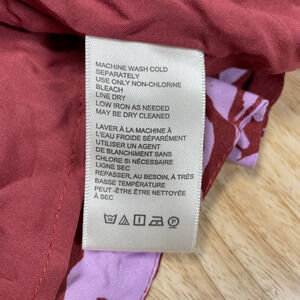 MACHINE WASH COLD
SEPARATELY
USE ONLY NON-CHLORINE
BLEACH
LINE DRY
LOW IRON AS NEEDED
MAY BE DRY CLEANED
LAVER À LA MACHINE À
L'EAU FROIDE SÉPARÉMENT
UTILISER UN AGENT
DE BLANCHIMENT SANS
CHLORE SI NÉCESSAIRE
LIGNE SEC
REPASSER, AU BESOIN, À TRÉS
BASSE TEMPÉRATURE
PEUT -ÊTRE ÊTRE NETTOYÉE
À SEC